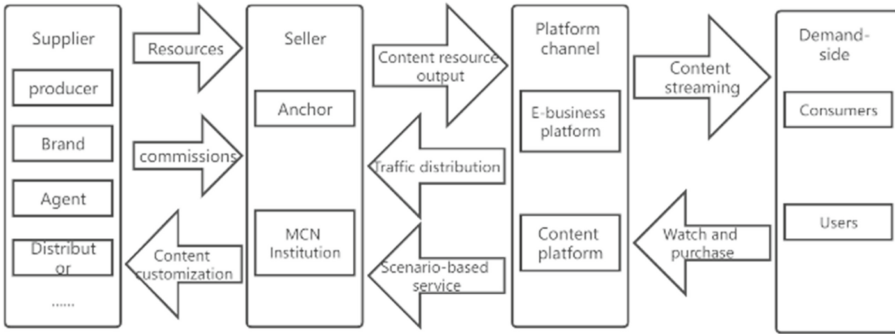 Supplier
producer
Brand
Agent
Distribut
or
......
Resources
commissions
Content
customization
Seller
Anchor
MCN
Institution
Content resource
output
Traffic distribution
Scenario-based
service
Platform
channel
E-business
platform
Content
platform
Content
streaming
Watch and
purchase
Demand-
side
Consumers
Users